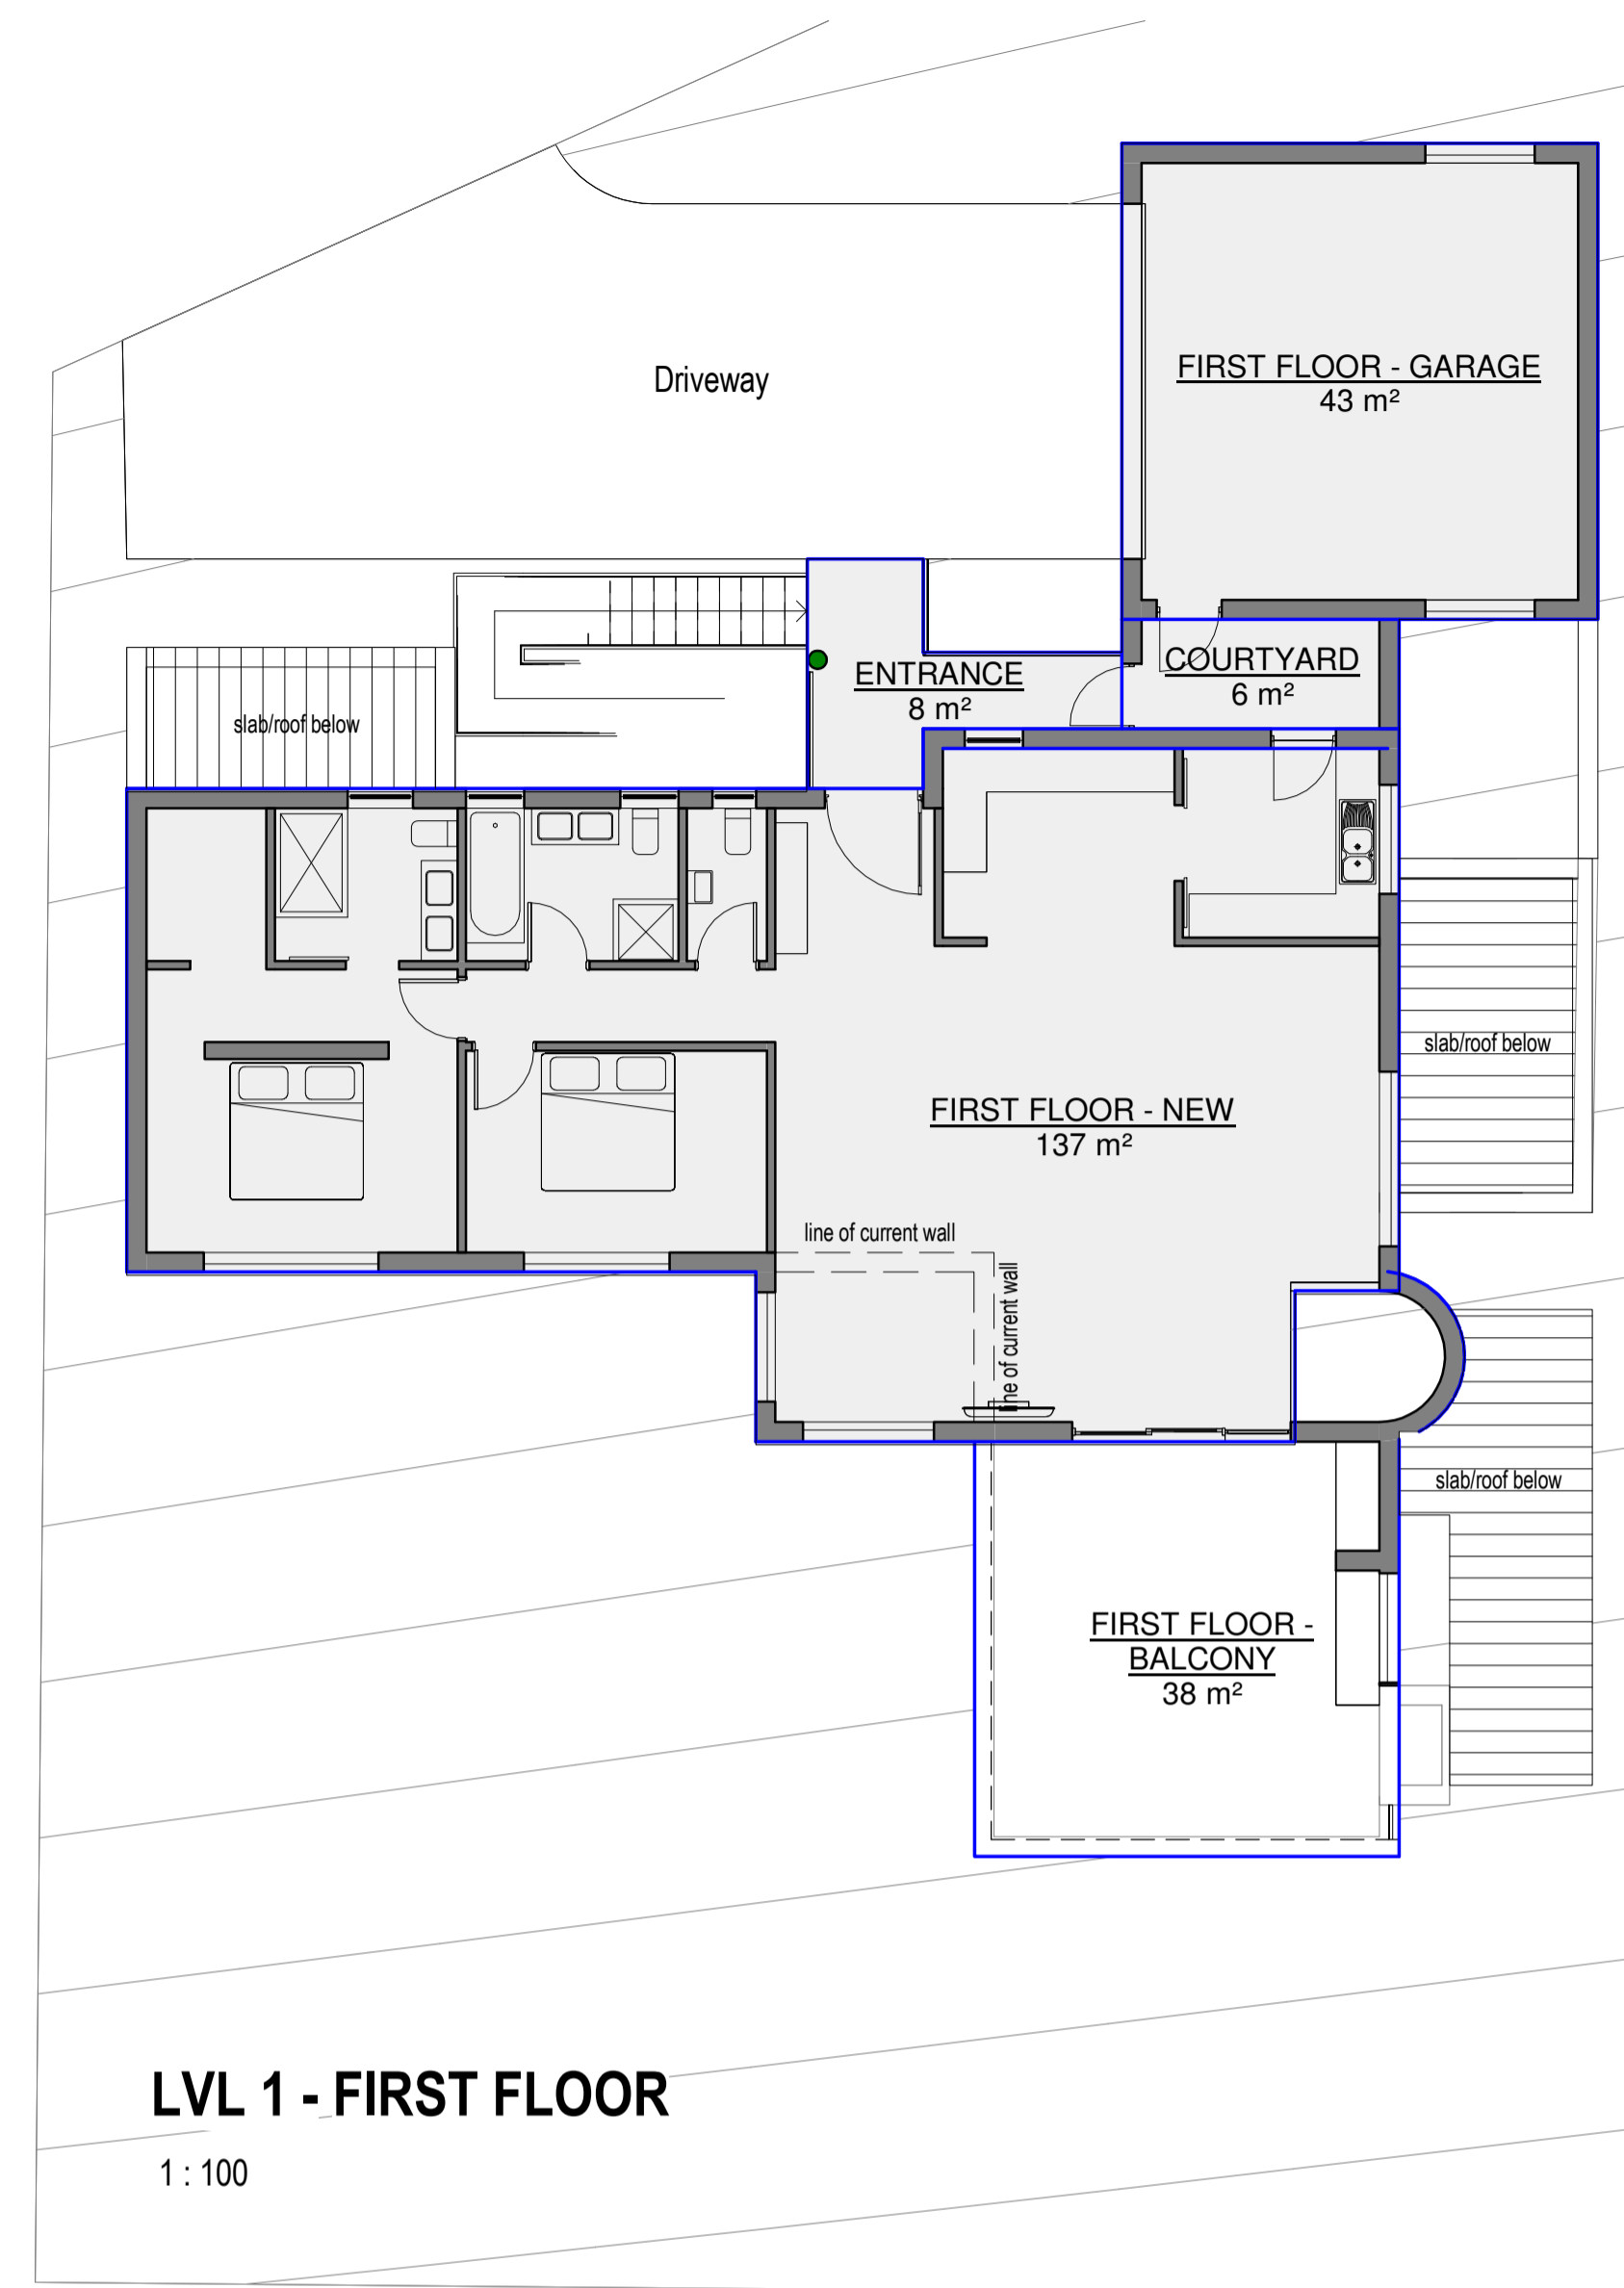 Driveway
FIRST FLOOR - GARAGE
43 m²
ENTRANCE
8 m²
COURTYARD
6 m²
slab/roof below
slab/roof below
FIRST FLOOR - NEW
137 m²
line of current wall
line of current wall
slab/roof below
FIRST FLOOR -
BALCONY
38 m²
LVL 1 - FIRST FLOOR
1 : 100